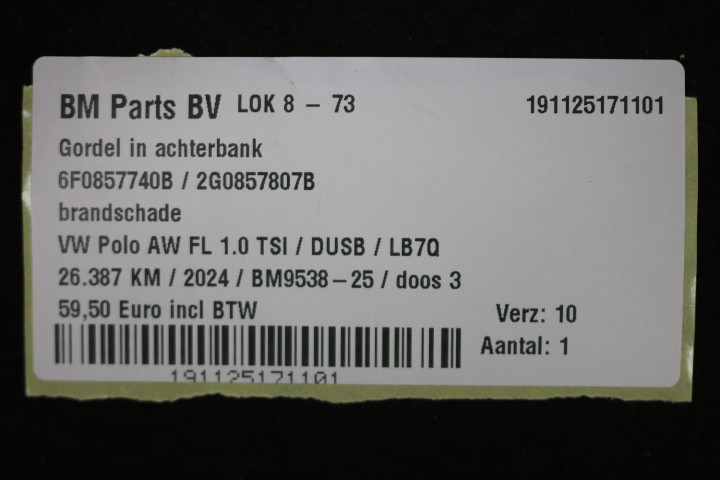 BM Parts BV LOK 8 - 73 191125171101
Gordel in achterbank
6F0857740B / 2G0857807B
brandschade
VW Polo AW FL 1.0 TSI / DUSB / LB7Q
26.387 KM / 2024 / BM9538-25 / doos 3
59,50 Euro incl BTW Verz: 10
Aantal: 1
191125171101